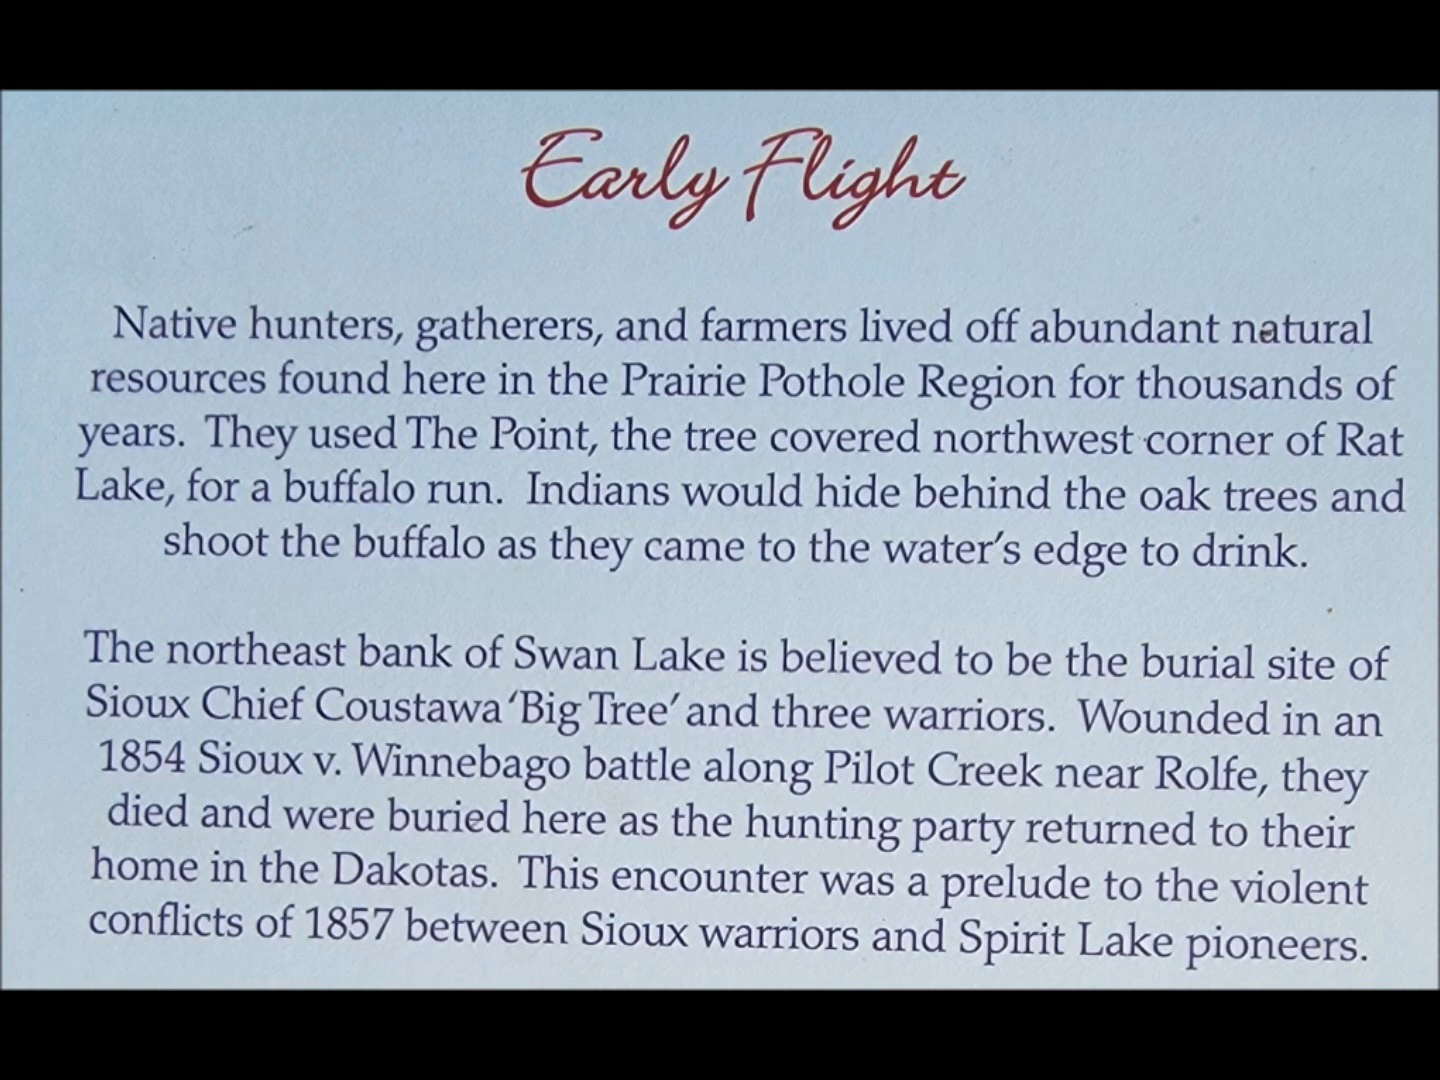 Early Flight
Native hunters, gatherers, and farmers lived off abundant natural
resources found here in the Prairie Pothole Region for thousands of
years. They used The Point, the tree covered northwest corner of Rat
Lake, for a buffalo run. Indians would hide behind the oak trees and
shoot the buffalo as they came to the water's edge to drink.
The northeast bank of Swan Lake is believed to be the burial site of
Sioux Chief Coustawa 'Big Tree' and three warriors. Wounded in an
1854 Sioux v. Winnebago battle along Pilot Creek near Rolfe, they
died and were buried here as the hunting party returned to their
home in the Dakotas. This encounter was a prelude to the violent
conflicts of 1857 between Sioux warriors and Spirit Lake pioneers.